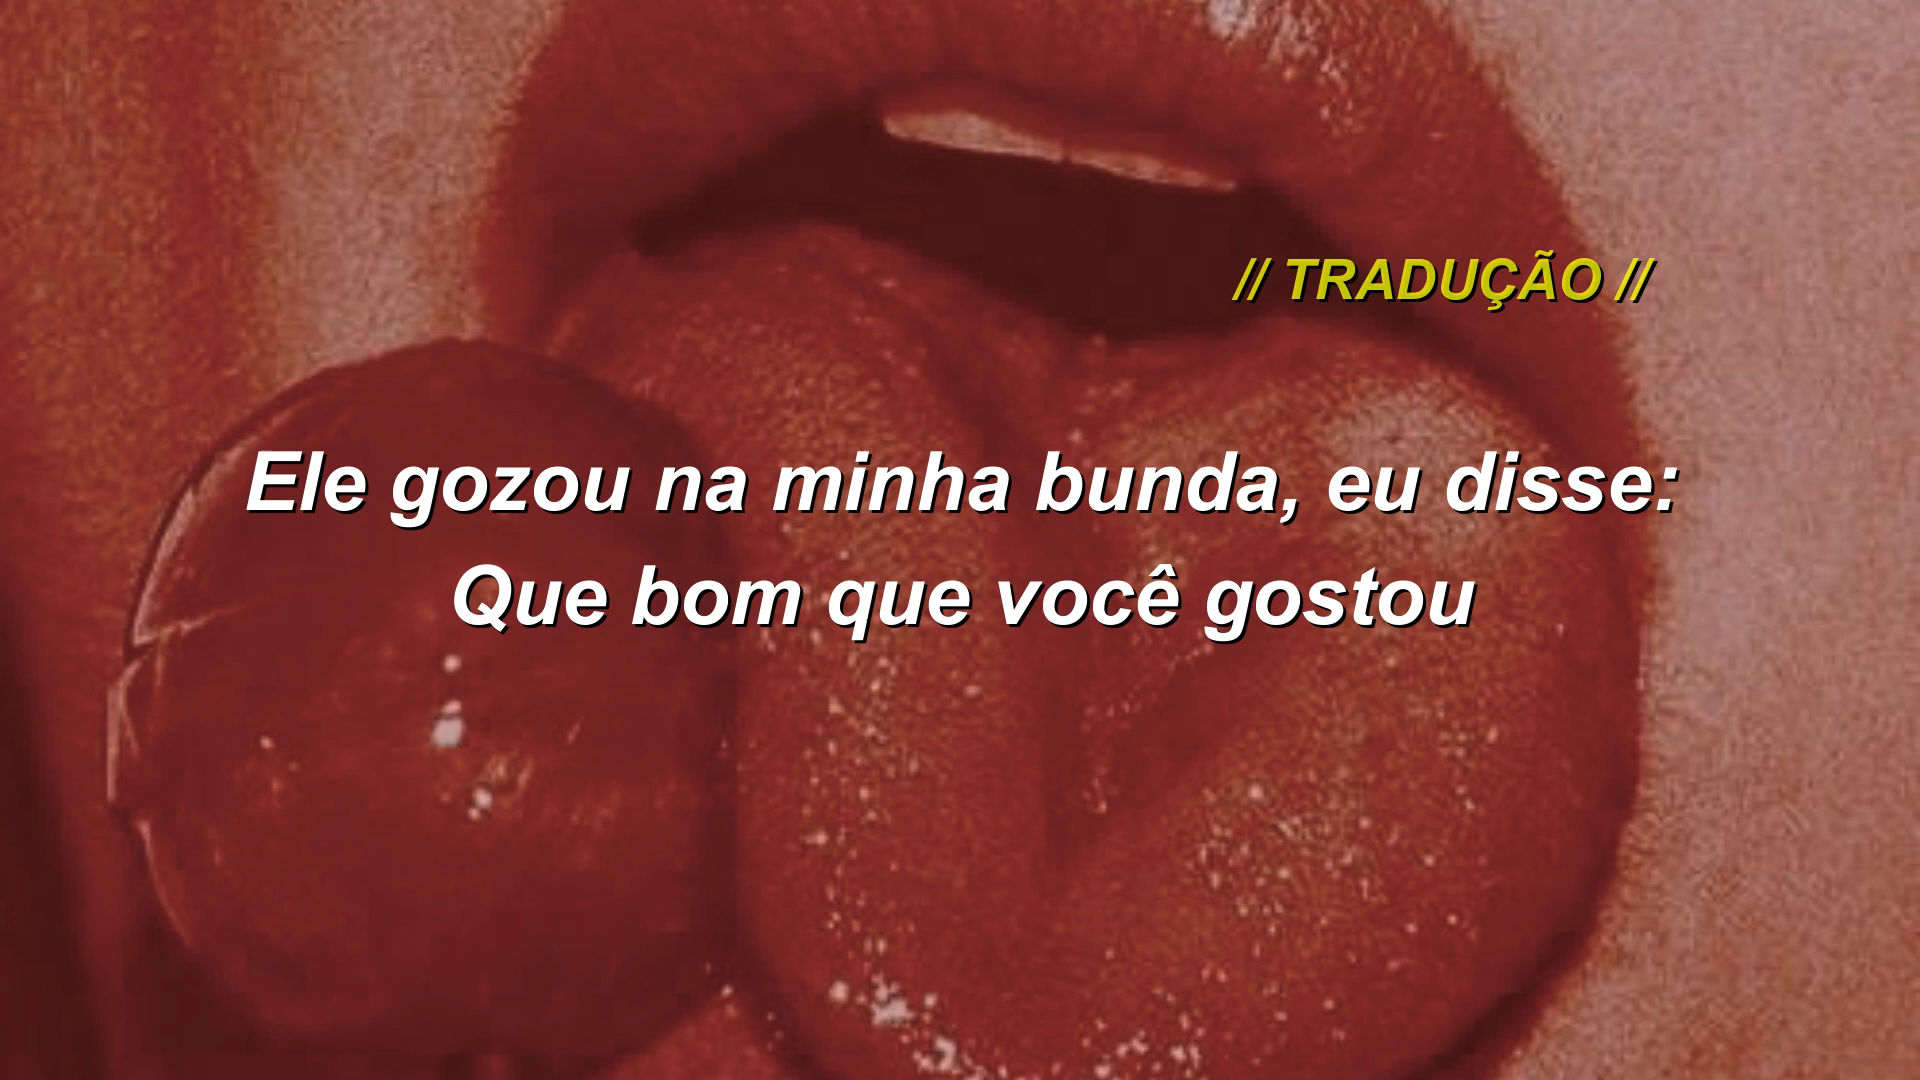 // TRADUÇÃO //
Ele gozou na minha bunda, eu disse:
Que bom que você gostou